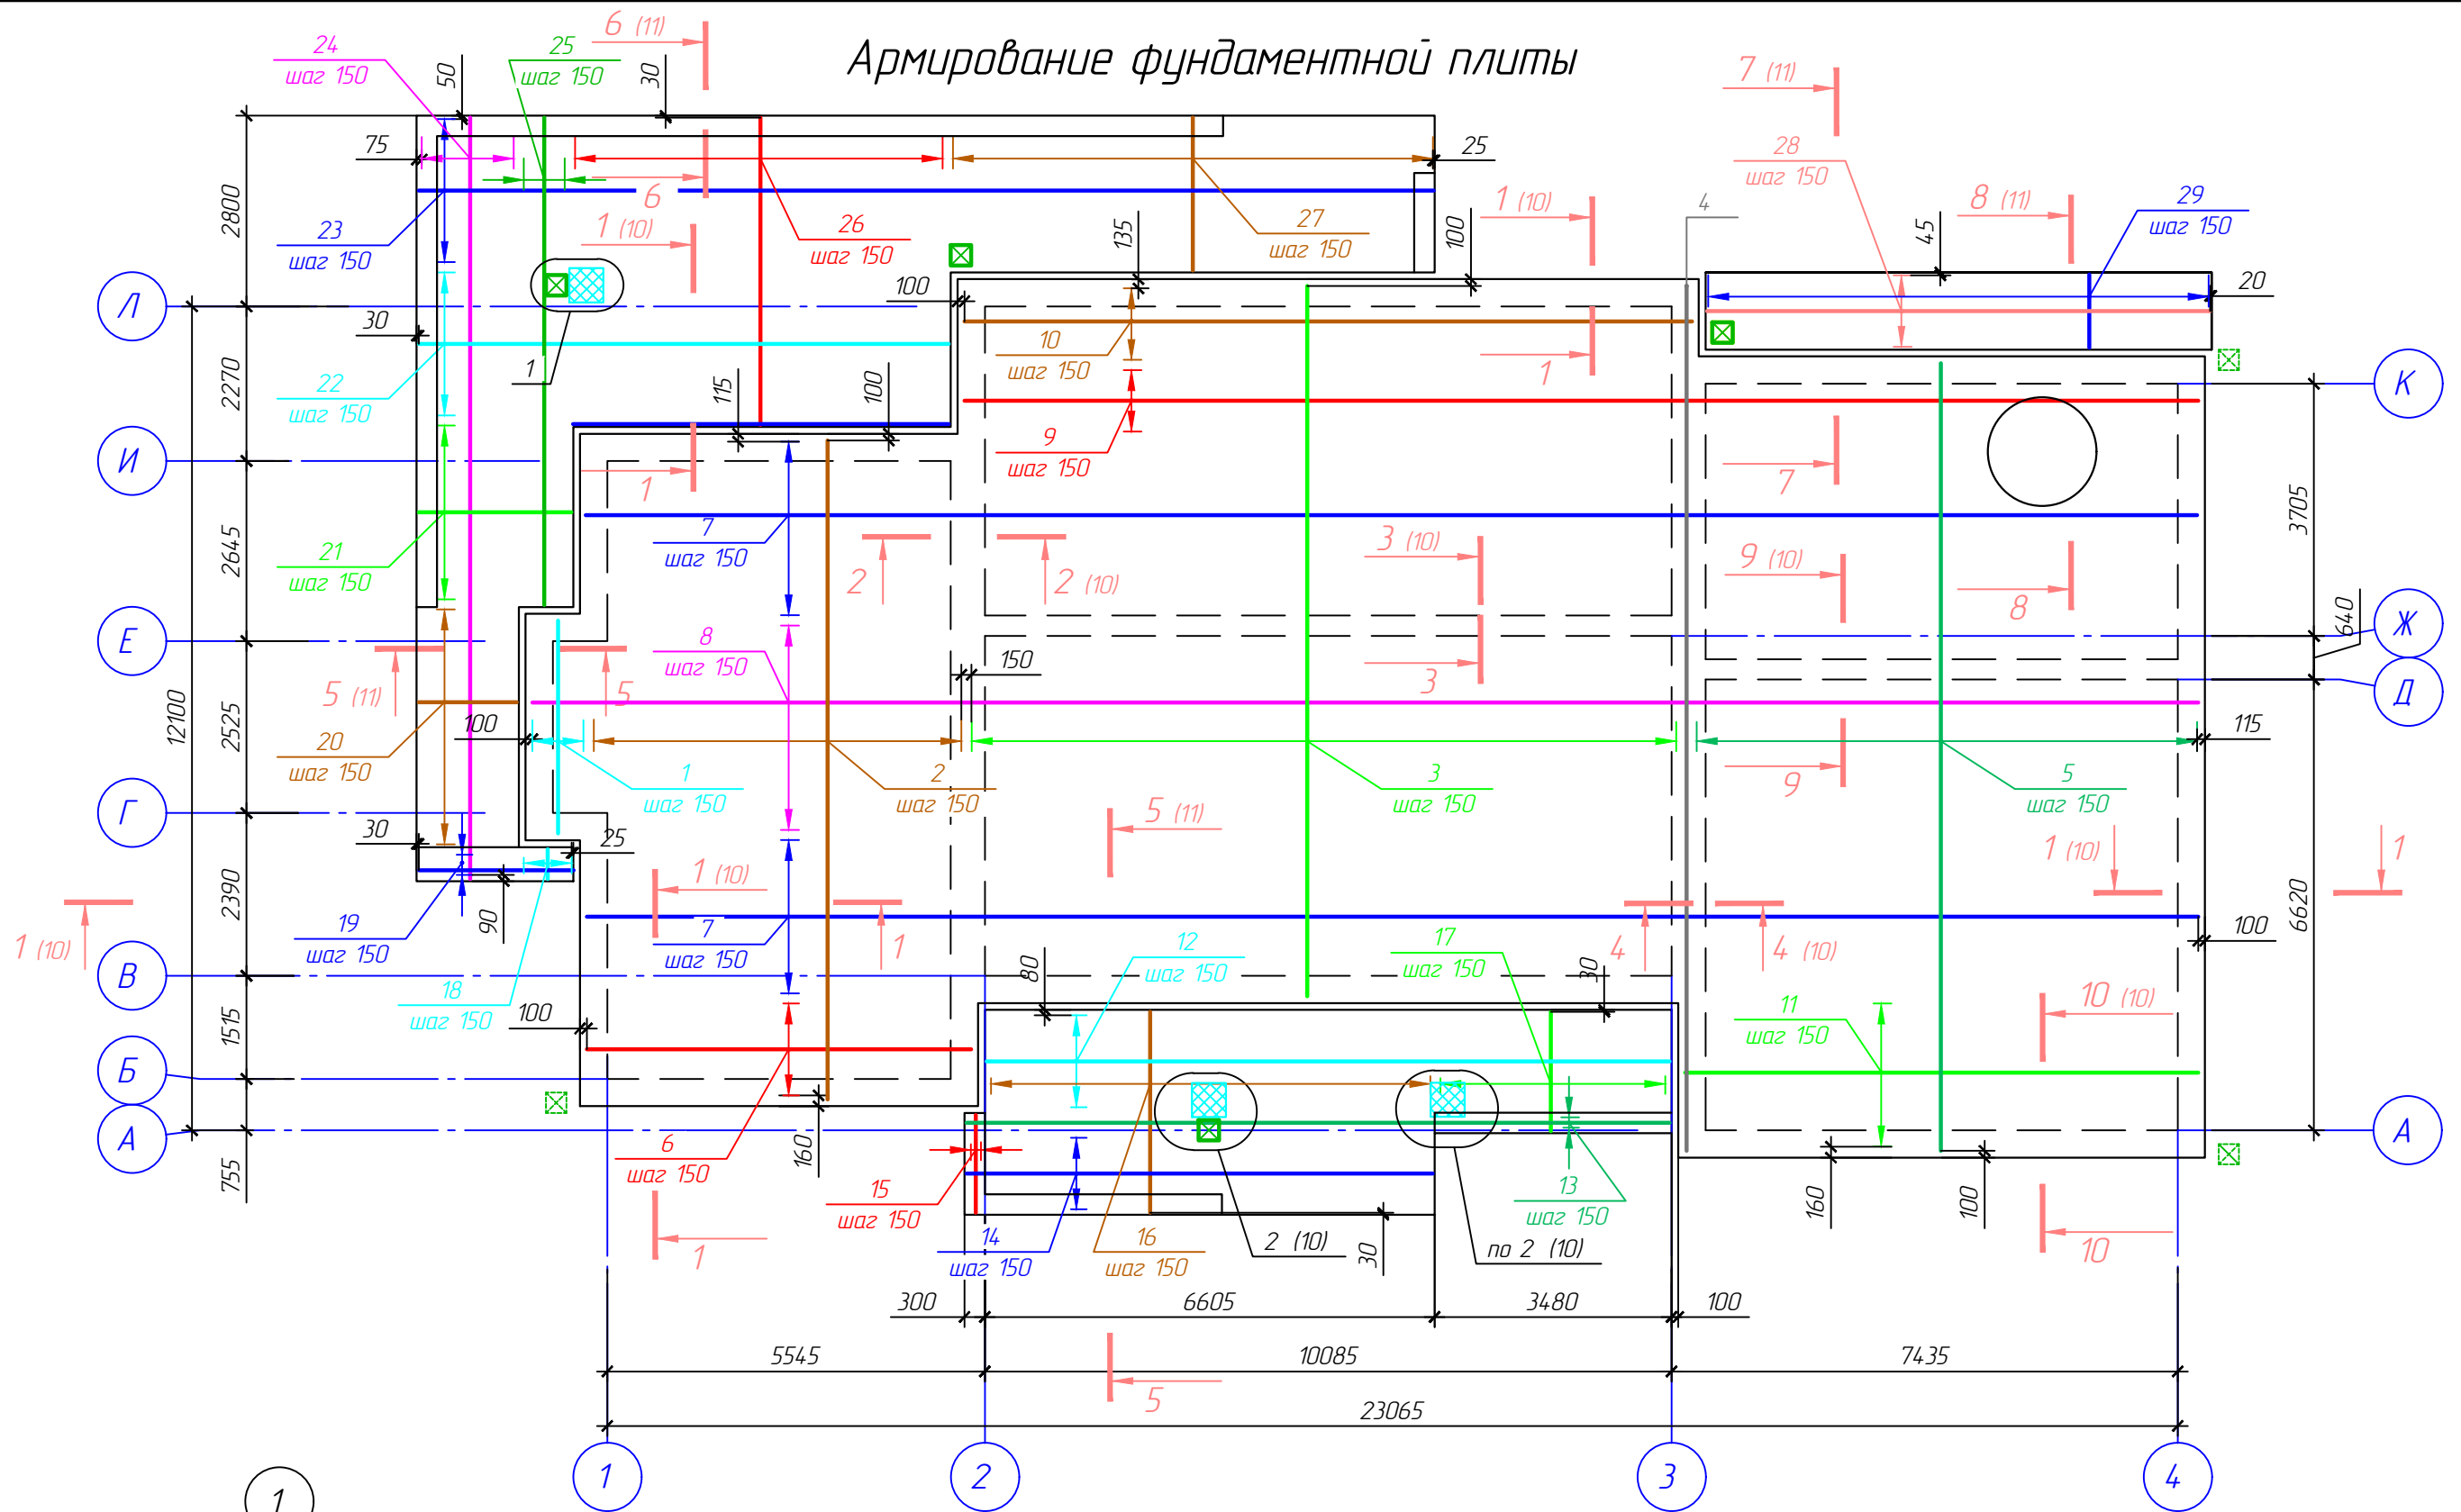 Армирование фундаментной плиты
6 (11)
24
шаг 150
50
25
шаг 150
30
7 (11)
75
25
28
шаг 150
6
2800
23
шаг 150
1 (10)
26
шаг 150
27
шаг 150
135
100
1 (10)
4
8 (11)
29
шаг 150
45
Л
100
20
30
10
шаг 150
1
1
22
шаг 150
2270
115
100
К
9
шаг 150
И
1
7
2645
21
шаг 150
7
шаг 150
2
2 (10)
3 (10)
9 (10)
8
3705
640
Е
8
шаг 150
Ж
5 (11)
5
150
3
Д
12100
2525
20
шаг 150
100
115
1
шаг 150
2
шаг 150
3
шаг 150
9
5
шаг 150
Г
30
25
5 (11)
1 (10)
1
1 (10)
2390
19
шаг 150
90
7
шаг 150
1
4
4 (10)
100
6620
1 (10)
12
шаг 150
17
шаг 150
В
80
30
18
шаг 150
100
10 (10)
11
шаг 150
1515
Б
А
А
755
6
шаг 150
160
15
шаг 150
13
шаг 150
160
100
1
14
шаг 150
16
шаг 150
2 (10)
30
по 2 (10)
10
300
6605
3480
100
5545
10085
7435
5
23065
1
2
3
4
1